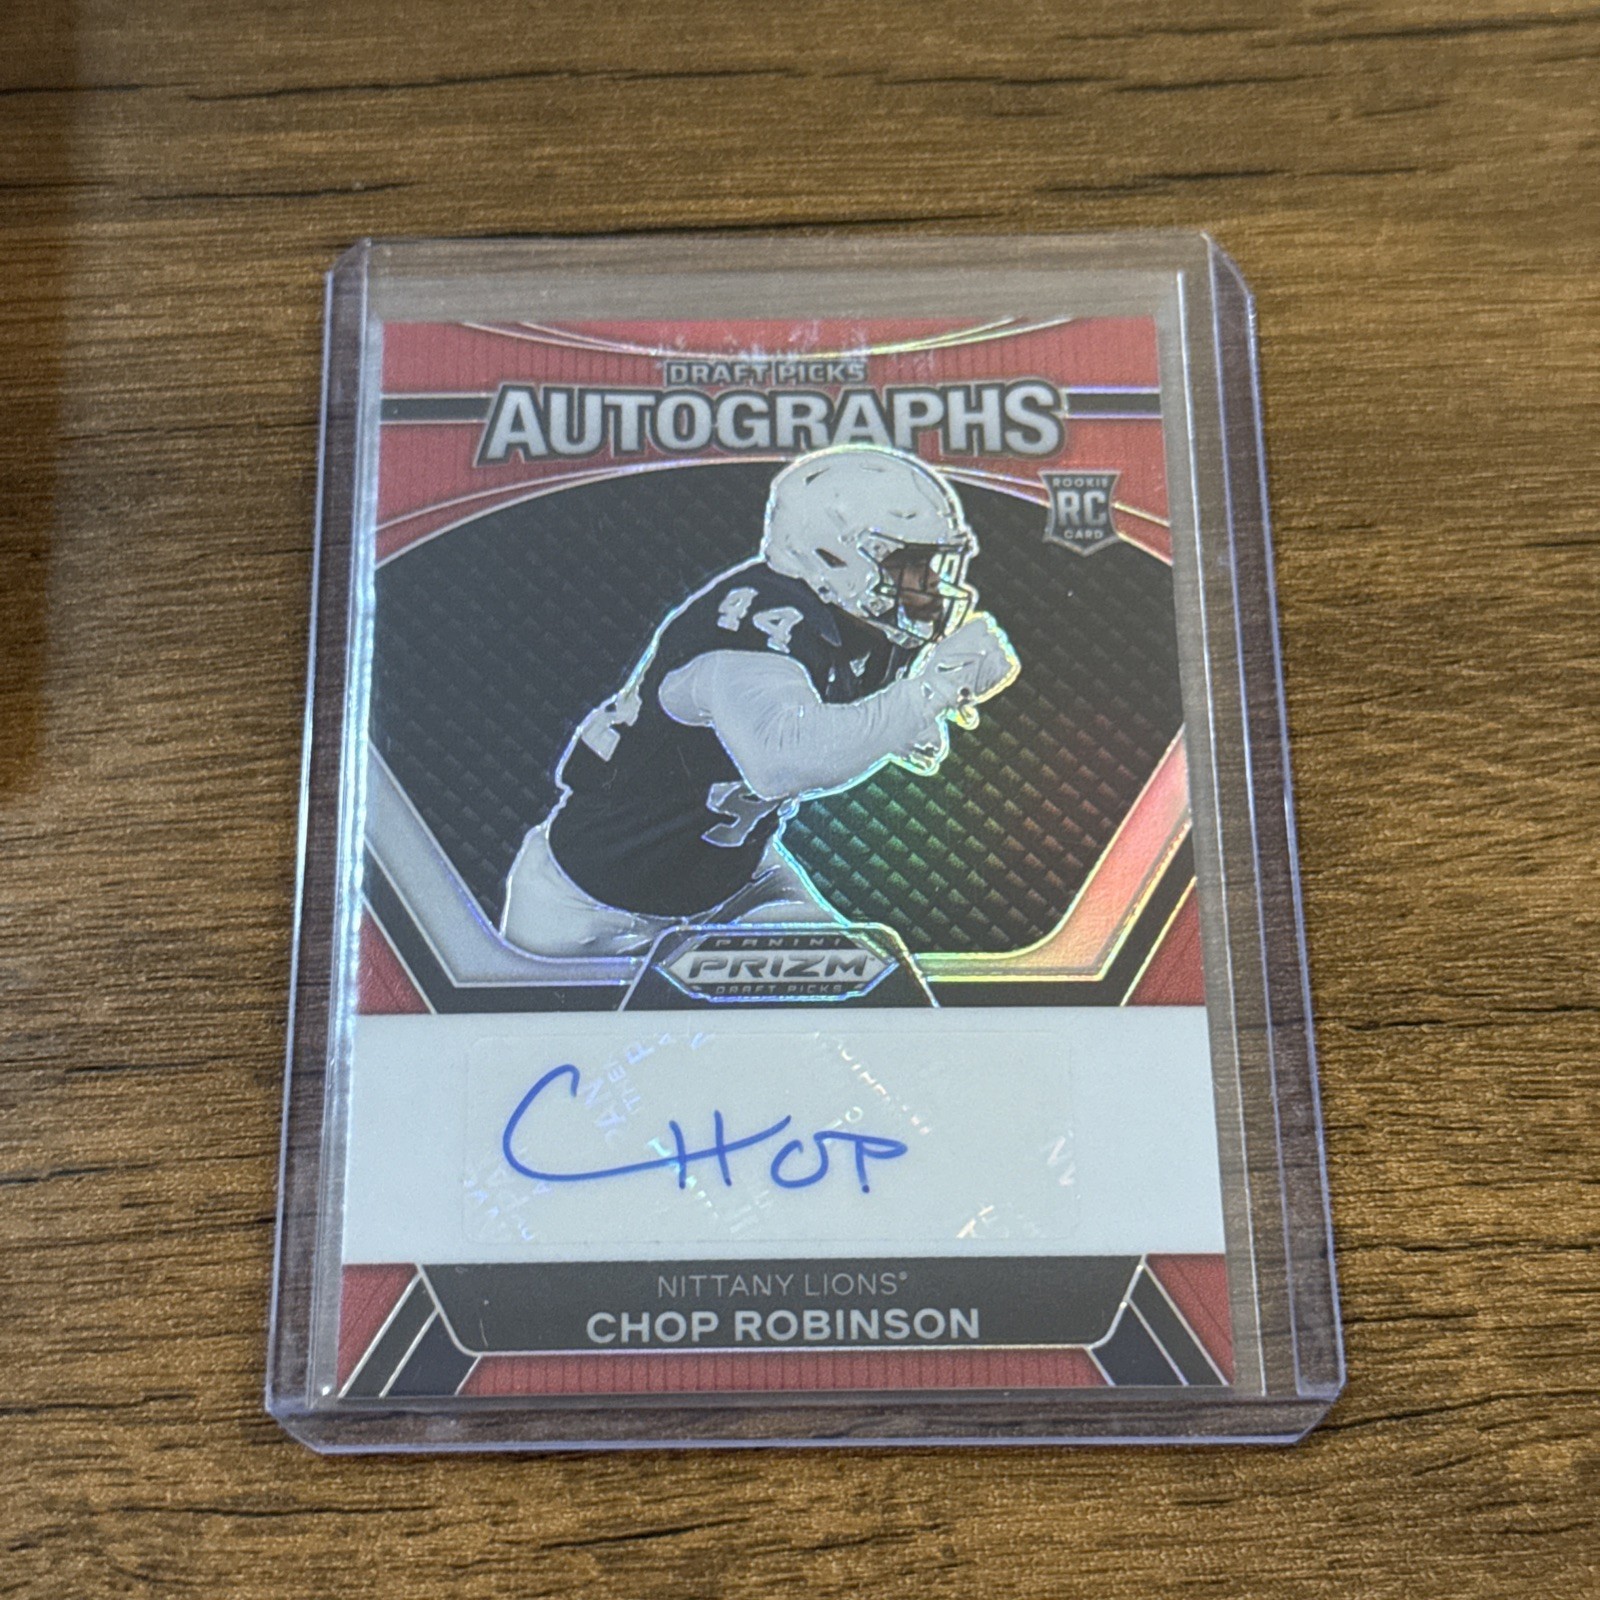 DRAFT PICKS
AUTOGRAPHS
ROOKIE
RC
CARD
44
PANINI
PRIZM
DRAFT PICKS
CHOP
NITTANY LIONS®
CHOP ROBINSON